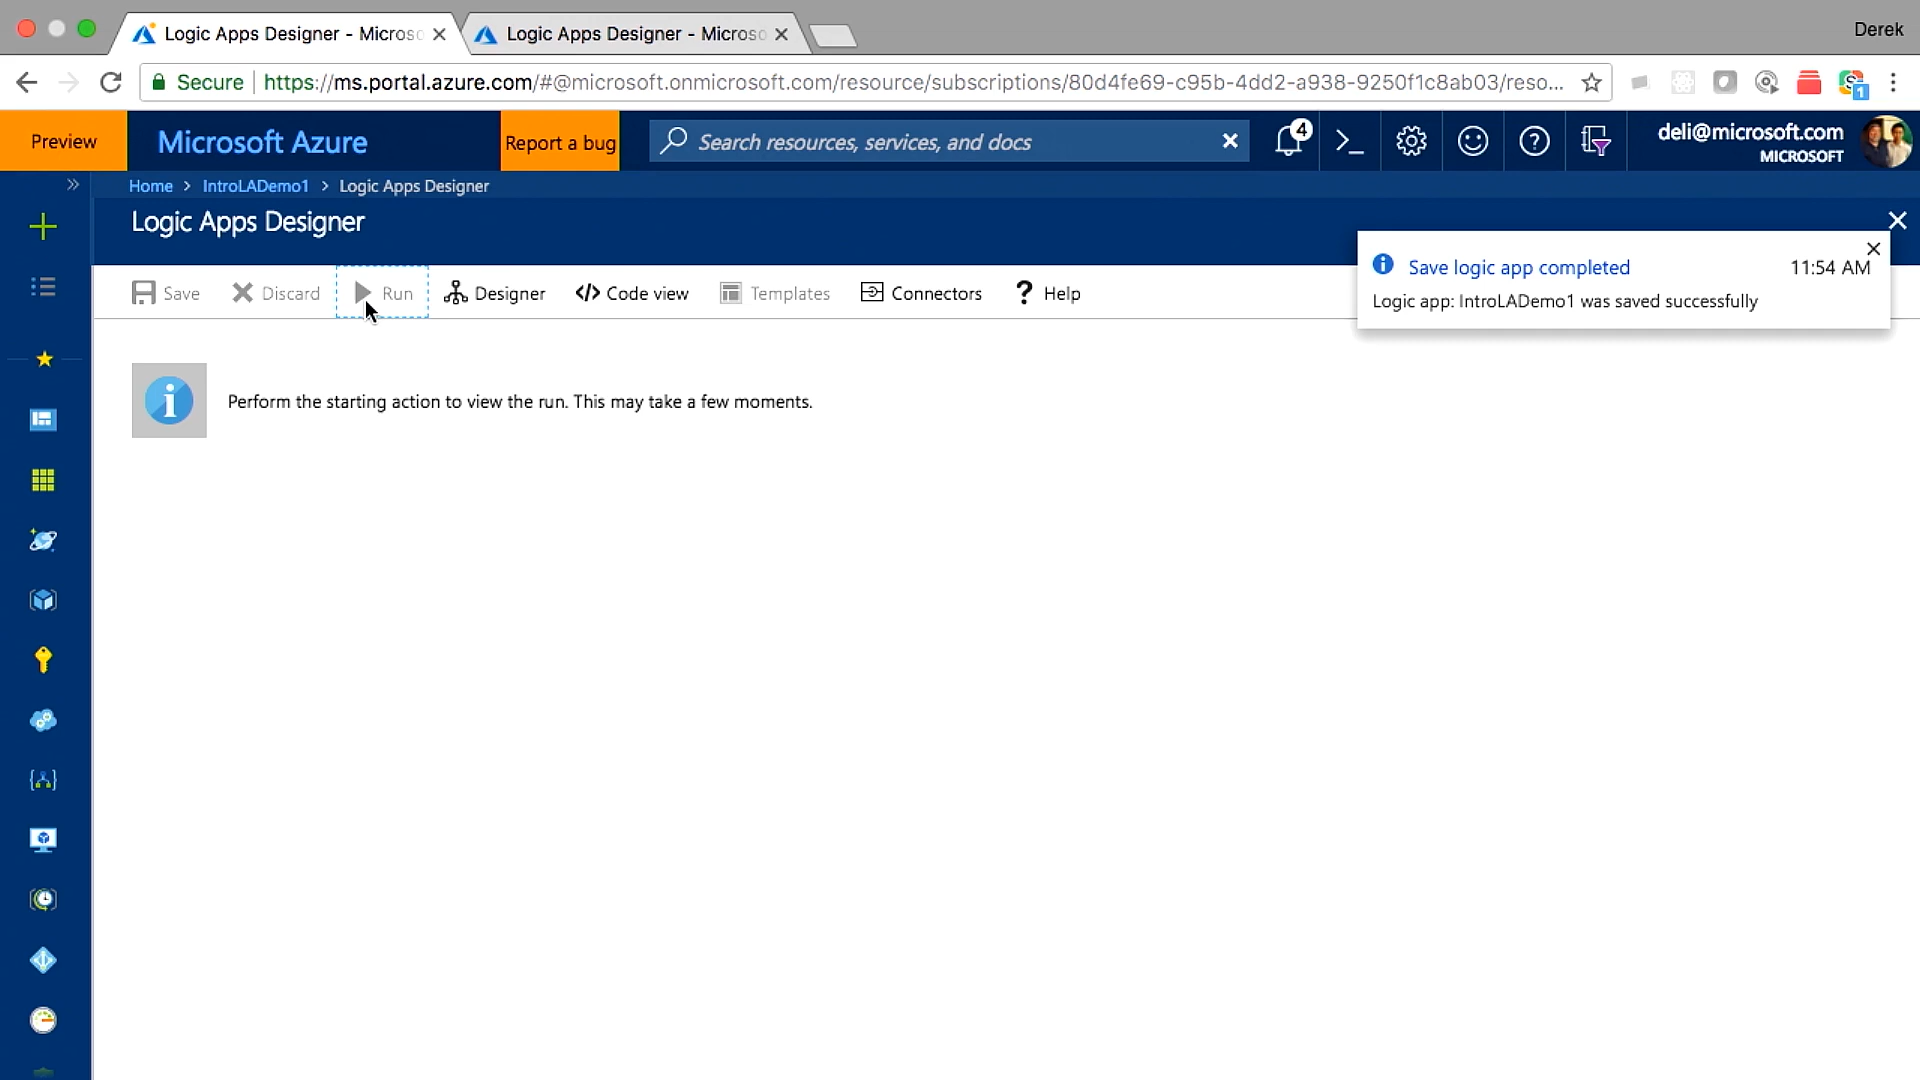 Logic Apps Designer - Microso
Logic Apps Designer - Microso
Derek
Secure
https://ms.portal.azure.com/#@microsoft.onmicrosoft.com/resource/subscriptions/80d4fe69-c95b-4dd2-a938-9250f1c8ab03/reso...
1
Preview
Microsoft Azure
Report a bug
Search resources, services, and docs
4
deli@microsoft.com
MICROSOFT
Home > IntroLADemo1 > Logic Apps Designer
Logic Apps Designer
Save logic app completed 11:54 AM
Logic app: IntroLADemo1 was saved successfully
Save Discard Run Designer Code view Templates Connectors Help
Perform the starting action to view the run. This may take a few moments.